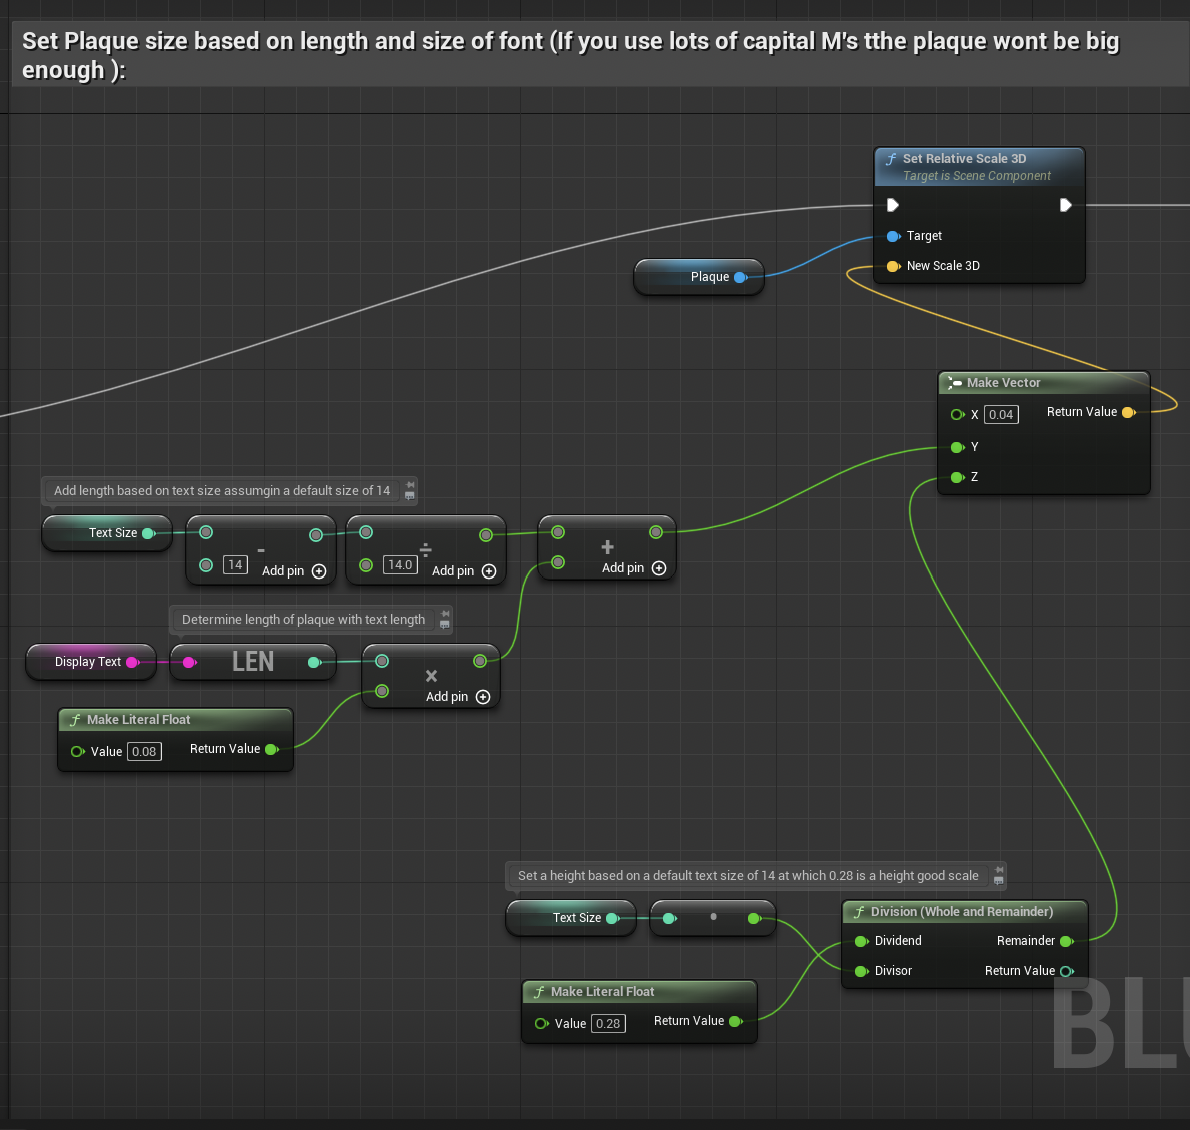 Set Plaque size based on length and size of font (If you use lots of capital M's tthe plaque wont be big
enough ):
Set Relative Scale 3D
Target is Scene Component
Target
Plaque
New Scale 3D
Make Vector
X 0.04 Return Value
Y
Z
Add length based on text size assumgin a default size of 14
Text Size
-
14 Add pin
÷
14.0 Add pin
+
Add pin
Determine length of plaque with text length
Display Text
LEN
x
Add pin
Make Literal Float
Value 0.08 Return Value
Set a height based on a default text size of 14 at which 0.28 is a height good scale
Text Size
Division (Whole and Remainder)
Dividend Remainder
Divisor Return Value
Make Literal Float
Value 0.28 Return Value